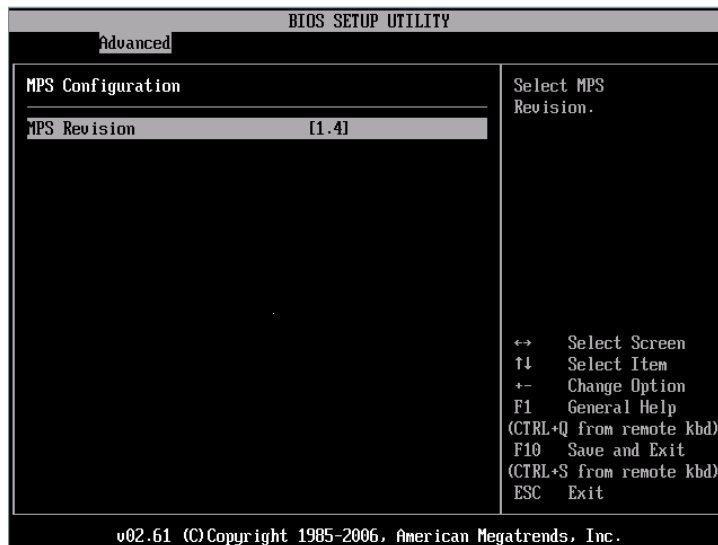 BIOS SETUP UTILITY
Advanced
MPS Configuration
MPS Revision [1.4]
Select MPS
Revision.
↔ Select Screen
↑↓ Select Item
+- Change Option
F1 General Help
(CTRL+Q from remote kbd)
F10 Save and Exit
(CTRL+S from remote kbd)
ESC Exit
v02.61 (C)Copyright 1985-2006, American Megatrends, Inc.